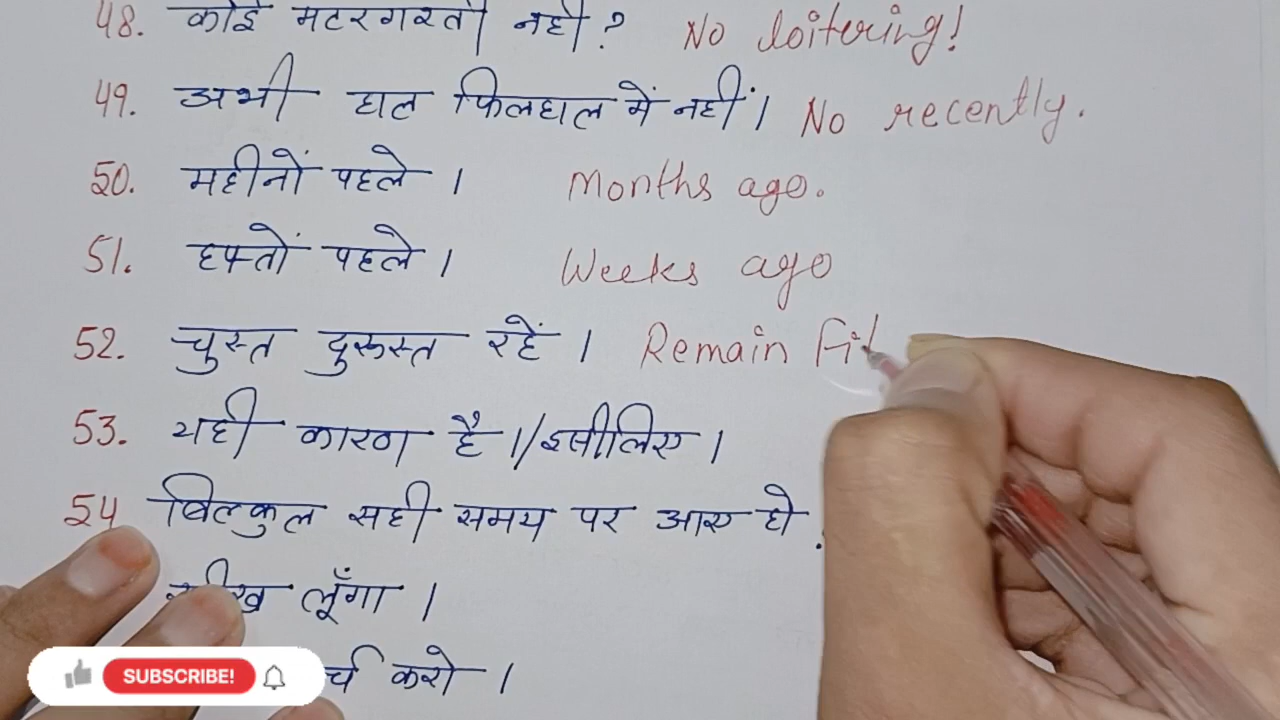 48. कोई मटरगश्ती नहीं? No loitering!
49. अभी हाल फिलहाल में नहीं। No recently.
50. महीनों पहले । Months ago.
51. हफ्तों पहले । Weeks ago
52. चुस्त दुरूस्त रहें । Remain Fit
53. यही कारण है।/इसीलिए ।
54 बिल्कुल सही समय पर आए हो
लूँगा ।
करो ।
SUBSCRIBE!